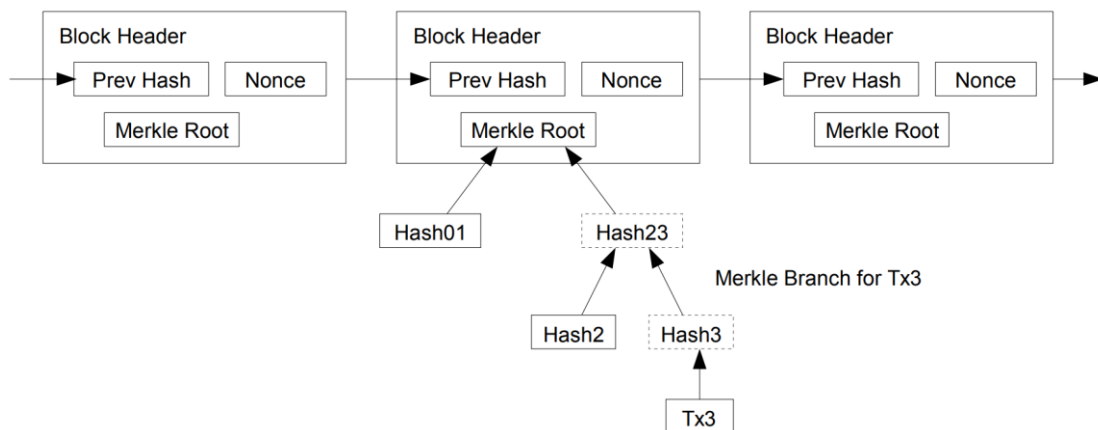 Block Header
Prev Hash
Nonce
Merkle Root
Block Header
Prev Hash
Nonce
Merkle Root
Block Header
Prev Hash
Nonce
Merkle Root
Hash01
Hash23
Merkle Branch for Tx3
Hash2
Hash3
Tx3